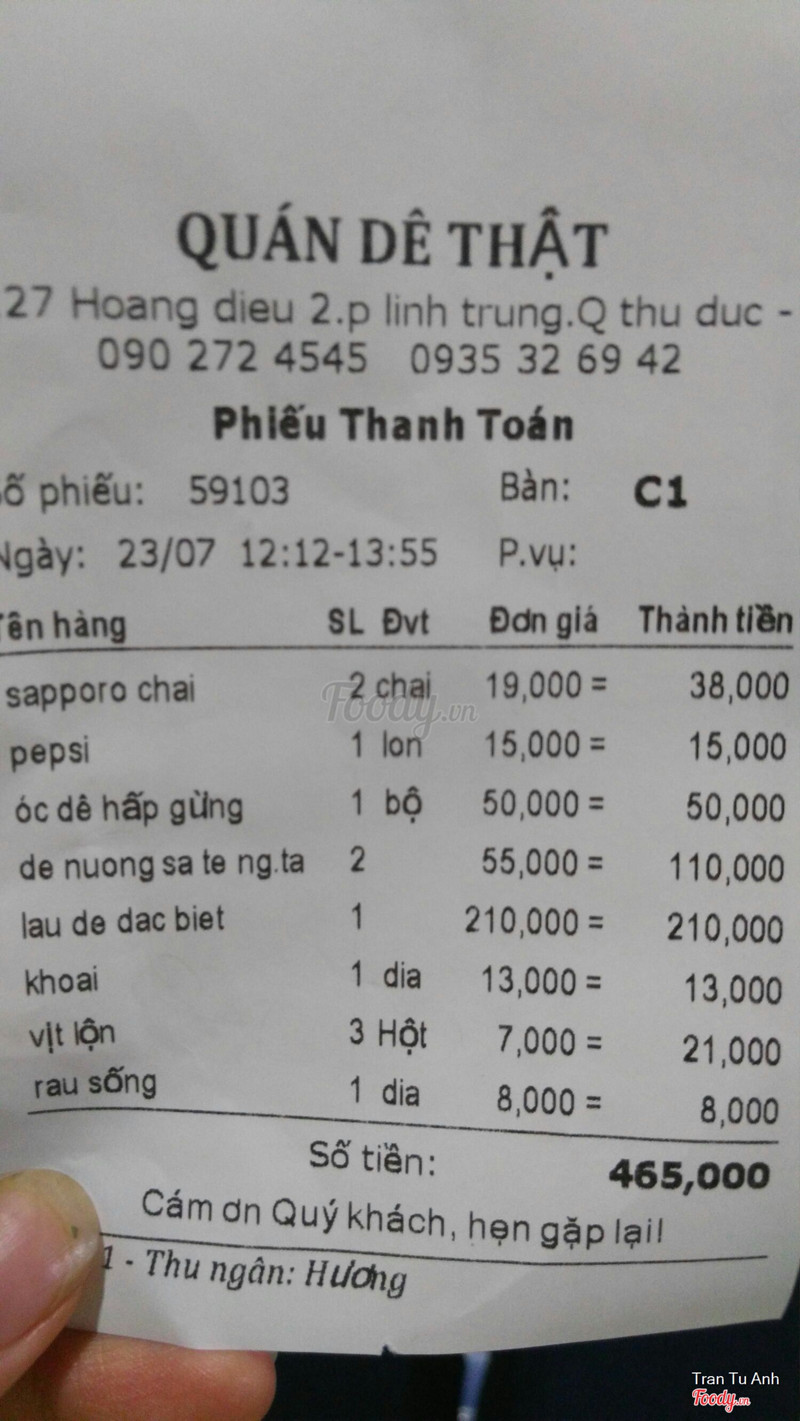 QUÁN DÊ THẬT
27 Hoang dieu 2.p linh trung.Q thu duc -
090 272 4545 0935 32 69 42
Phiếu Thanh Toán
ố phiếu: 59103 Bàn: C1
Ngày: 23/07 12:12-13:55 P.vụ:
Tên hàng SL Đvt Đơn giá Thành tiền
sapporo chai 2 chai 19,000 = 38,000
Foody.vn
pepsi 1 lon 15,000 = 15,000
óc dê hấp gừng 1 bộ 50,000 = 50,000
de nuong sa te ng.ta 2 55,000 = 110,000
lau de dac biet 1 210,000 = 210,000
khoai 1 dia 13,000 = 13,000
vịt lộn 3 Hột 7,000 = 21,000
rau sống 1 dia 8,000 = 8,000
Số tiền: 465,000
Cám ơn Quý khách, hẹn gặp lại!
1 - Thu ngân: Hương
Tran Tu Anh
Foody.vn